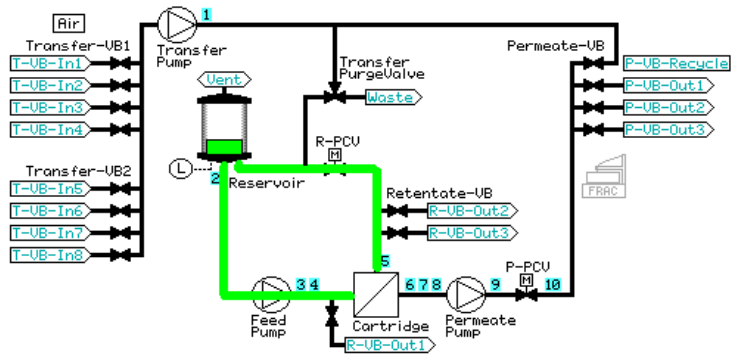 Air
1
Transfer-VB1
Transfer
Pump
Permeate-VB
T-VB-In1
T-VB-In2
T-VB-In3
T-VB-In4
Vent
Transfer
PurgeValve
Waste
P-VB-Recycle
P-VB-Out1
P-VB-Out2
P-VB-Out3
R-PCV
M
L
Transfer-VB2
2
Reservoir
FRAC
T-VB-In5
T-VB-In6
T-VB-In7
T-VB-In8
Retentate-VB
R-VB-Out2
R-VB-Out3
5
P-PCV
M
3 4
6 7 8
9
10
Feed
Pump
Cartridge
Permeate
Pump
R-VB-Out1